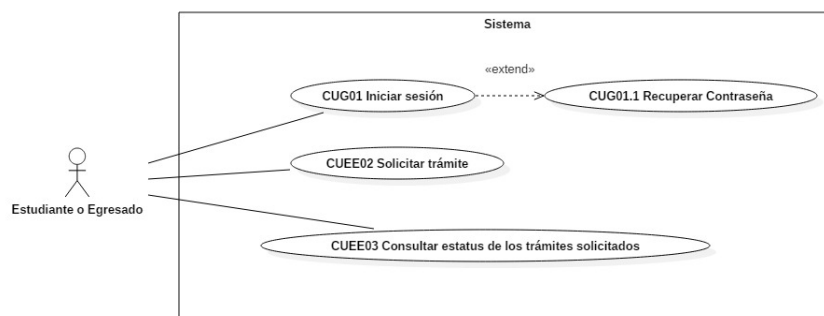 Sistema
«extend»
CUG01 Iniciar sesión
CUG01.1 Recuperar Contraseña
CUEE02 Solicitar trámite
Estudiante o Egresado
CUEE03 Consultar estatus de los trámites solicitados